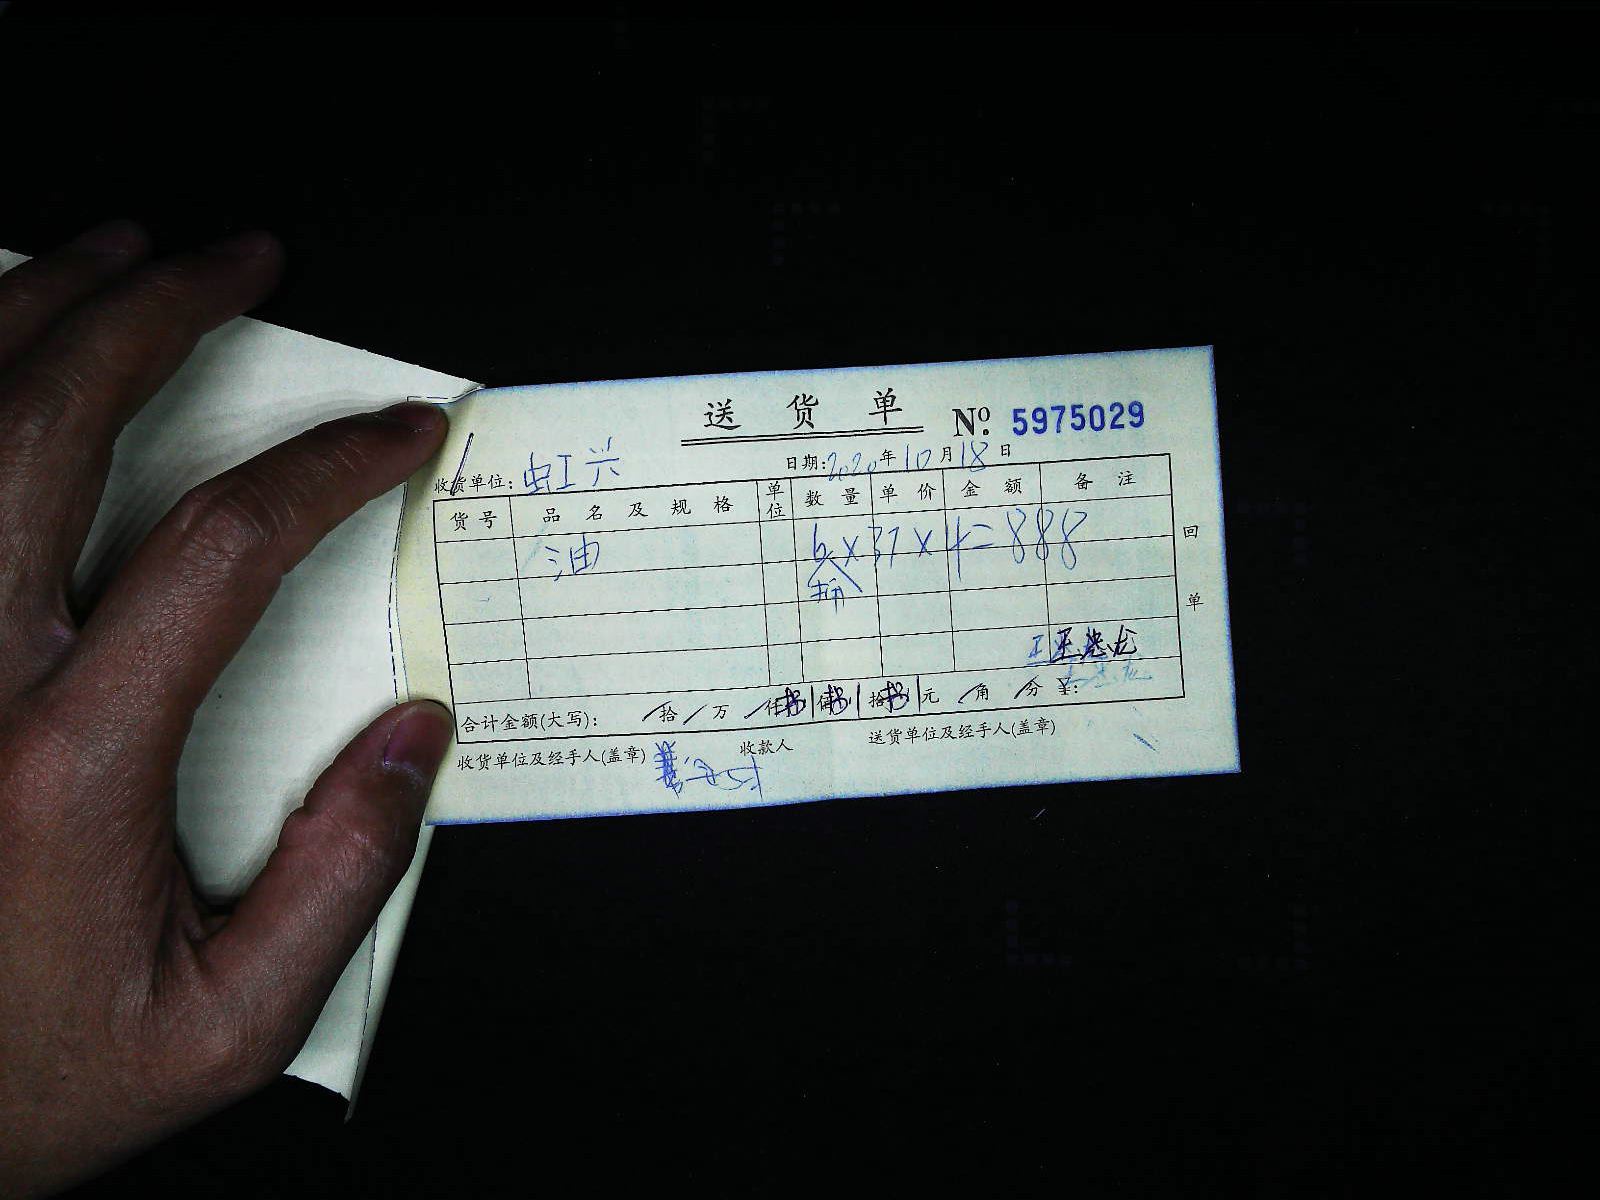 送货单 № 5975029
收货单位: 虹兴 日期: 2020年10月18日
货号 品名及规格 单位 数量 单价 金额 备注
油 6×37×4=888
回单
合计金额(大写): 拾 万 仟 佰 拾 元 角 分
收货单位及经手人(盖章) 收款人 送货单位及经手人(盖章)